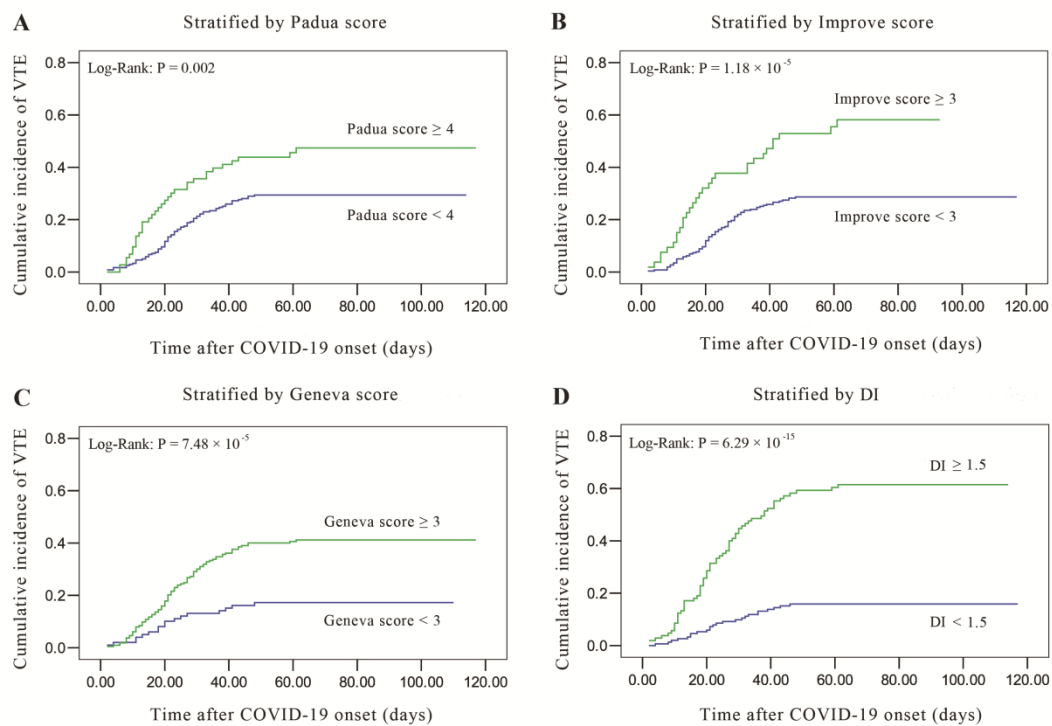 A
Stratified by Padua score
Cumulative incidence of VTE
0.8
0.6
0.4
0.2
0.0
Log-Rank: P = 0.002
Padua score ≥ 4
Padua score < 4
0.00 20.00 40.00 60.00 80.00 100.00 120.00
Time after COVID-19 onset (days)
B
Stratified by Improve score
Cumulative incidence of VTE
0.8
0.6
0.4
0.2
0.0
Log-Rank: P = 1.18 × 10⁻⁵
Improve score ≥ 3
Improve score < 3
0.00 20.00 40.00 60.00 80.00 100.00 120.00
Time after COVID-19 onset (days)
C
Stratified by Geneva score
Cumulative incidence of VTE
0.8
0.6
0.4
0.2
0.0
Log-Rank: P = 7.48 × 10⁻⁵
Geneva score ≥ 3
Geneva score < 3
0.00 20.00 40.00 60.00 80.00 100.00 120.00
Time after COVID-19 onset (days)
D
Stratified by DI
Cumulative incidence of VTE
0.8
0.6
0.4
0.2
0.0
Log-Rank: P = 6.29 × 10⁻¹⁵
DI ≥ 1.5
DI < 1.5
0.00 20.00 40.00 60.00 80.00 100.00 120.00
Time after COVID-19 onset (days)